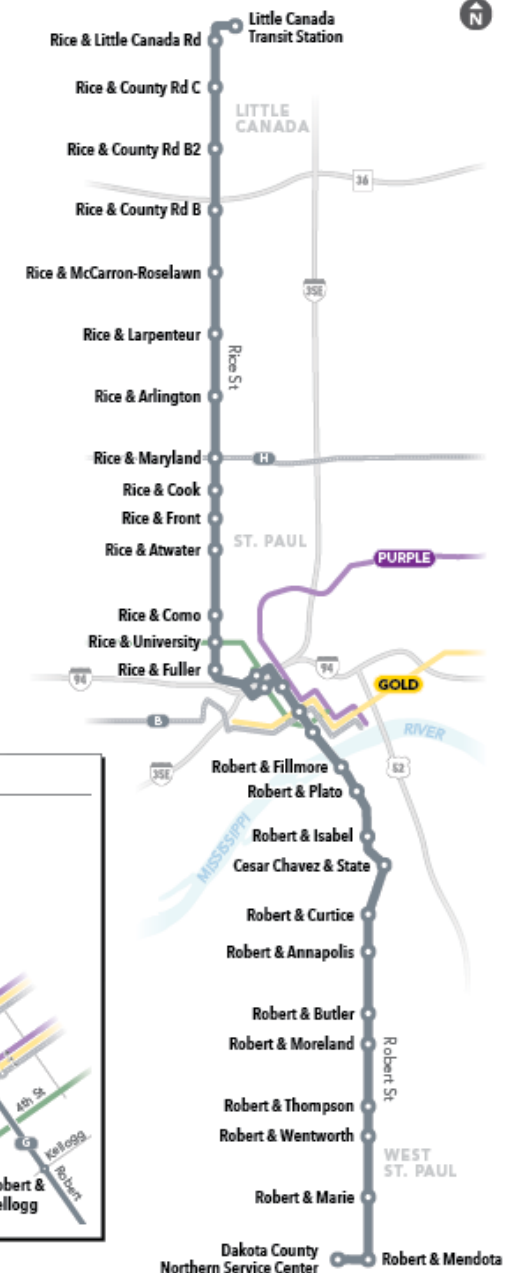 N
Little Canada
Transit Station
Rice & Little Canada Rd
Rice & County Rd C
LITTLE
CANADA
Rice & County Rd B2
36
Rice & County Rd B
Rice & McCarron-Roselawn
35E
Rice & Larpenteur
Rice St
Rice & Arlington
Rice & Maryland
H
Rice & Cook
Rice & Front
ST. PAUL
Rice & Atwater
PURPLE
Rice & Como
Rice & University
Rice & Fuller
94
94
GOLD
B
RIVER
35E
52
Robert & Fillmore
Robert & Plato
MISSISSIPPI
Robert & Isabel
Cesar Chavez & State
Robert & Curtice
Robert & Annapolis
Robert & Butler
Robert & Moreland
Robert St
Robert & Thompson
Robert & Wentworth
WEST
ST. PAUL
Robert & Marie
Dakota County
Northern Service Center
Robert & Mendota
4th St
G
Kellogg
Robert
obert &
ellogg